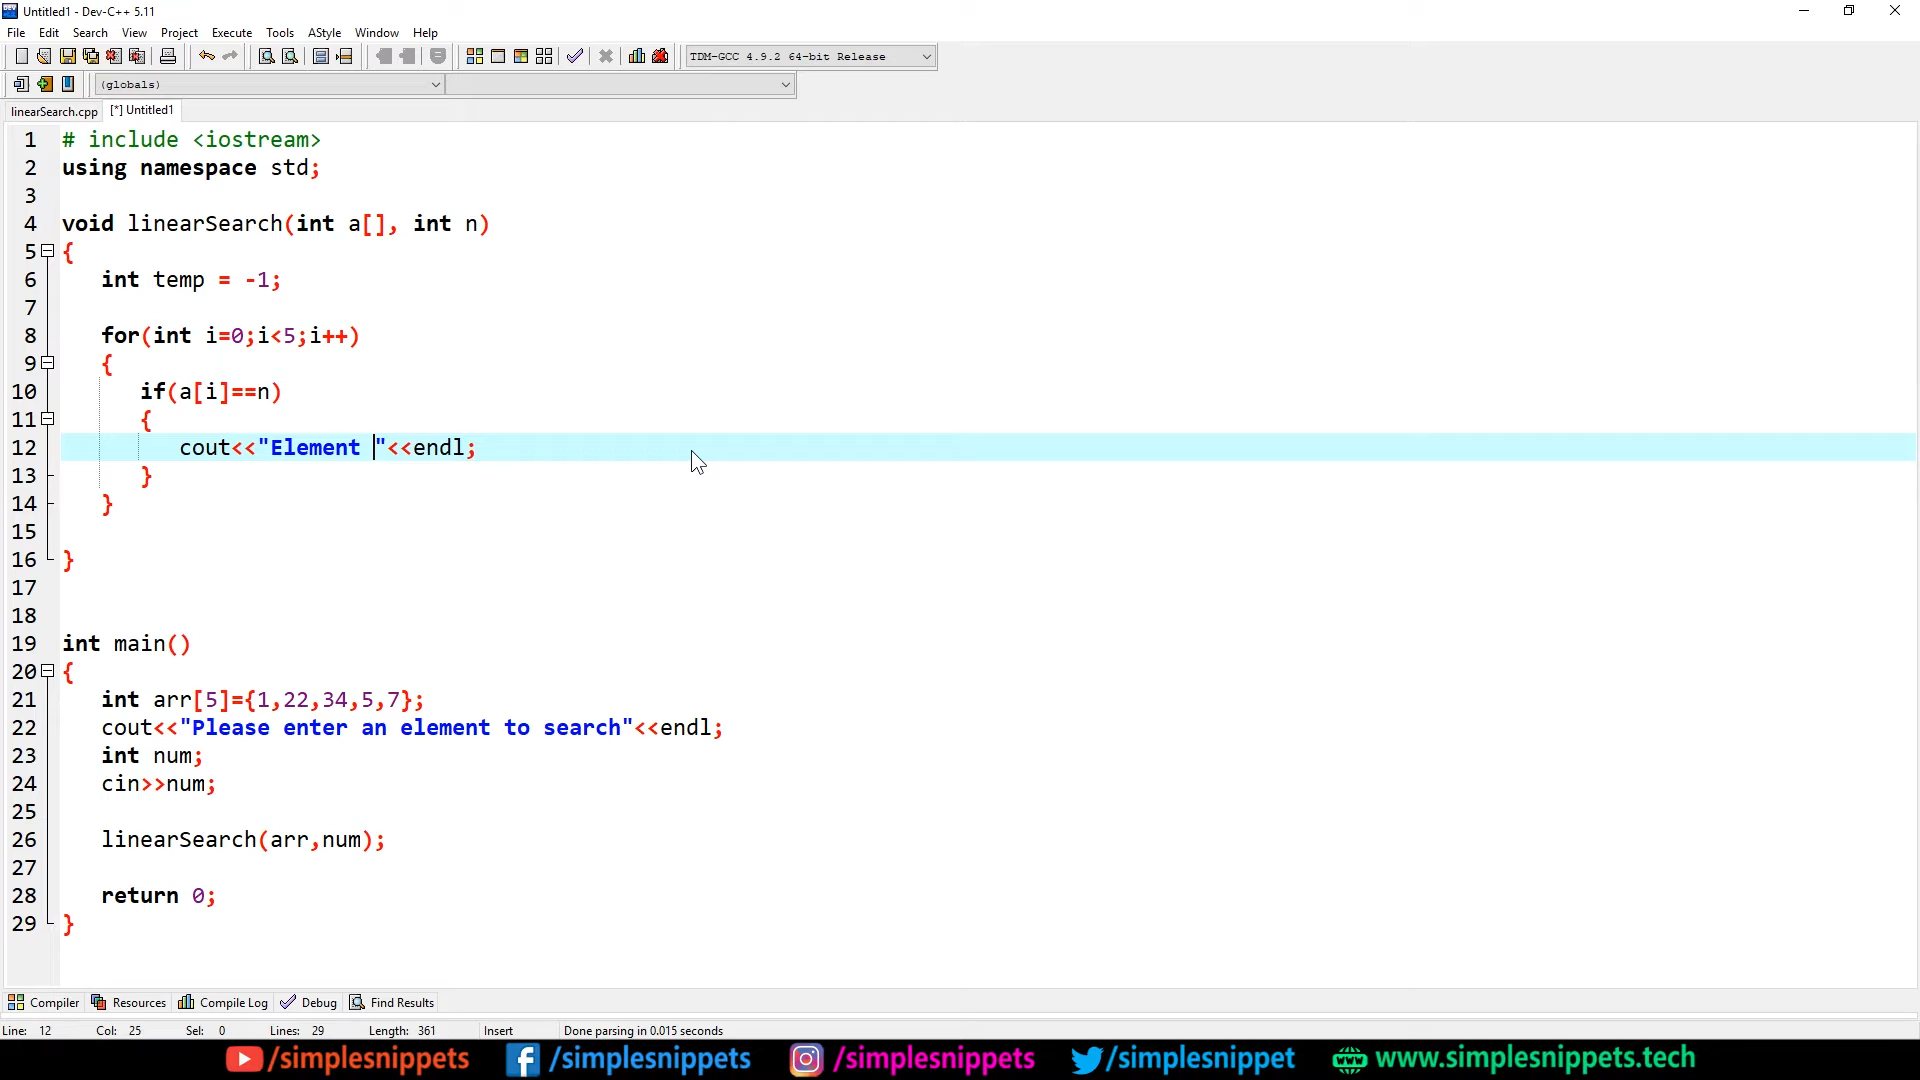 Untitled1 - Dev-C++ 5.11
File Edit Search View Project Execute Tools AStyle Window Help
TDM-GCC 4.9.2 64-bit Release
(globals)
linearSearch.cpp [*] Untitled1
1 # include <iostream>
2 using namespace std;
3
4 void linearSearch(int a[], int n)
5 {
6 int temp = -1;
7
8 for(int i=0;i<5;i++)
9 {
10 if(a[i]==n)
11 {
12 cout<<"Element "<<endl;
13 }
14 }
15
16 }
17
18
19 int main()
20 {
21 int arr[5]={1,22,34,5,7};
22 cout<<"Please enter an element to search"<<endl;
23 int num;
24 cin>>num;
25
26 linearSearch(arr,num);
27
28 return 0;
29 }
Compiler Resources Compile Log Debug Find Results
Line: 12 Col: 25 Sel: 0 Lines: 29 Length: 361 Insert Done parsing in 0.015 seconds
/simplesnippets /simplesnippets /simplesnippets /simplesnippet www.simplesnippets.tech